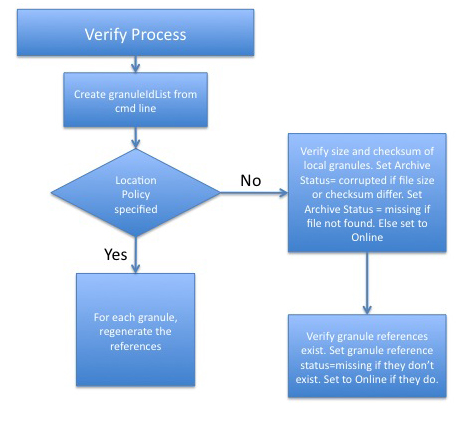 Verify Process
Create granuleIdList from
cmd line
Location
Policy
specified
No
Verify size and checksum of
local granules. Set Archive
Status= corrupted if file size
or checksum differ. Set
Archive Status = missing if
file not found. Else set to
Online
Yes
For each granule,
regenerate the
references
Verify granule references
exist. Set granule reference
status=missing if they don't
exist. Set to Online if they do.